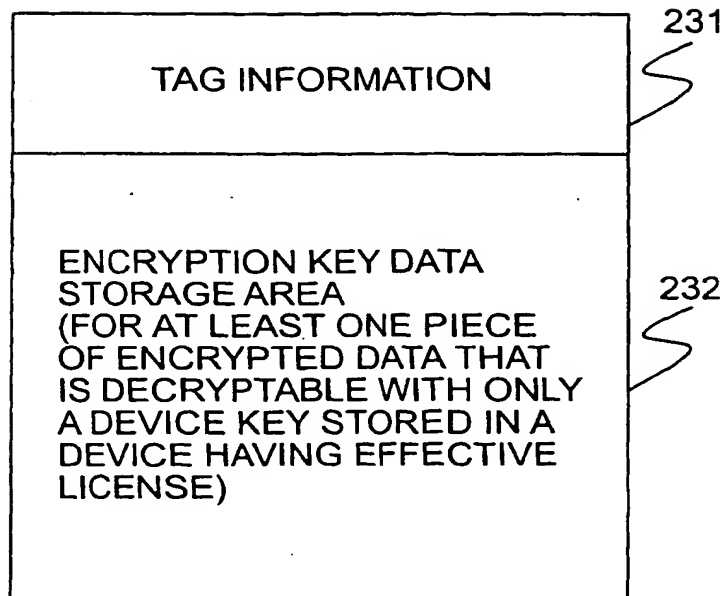 231
TAG INFORMATION
232
ENCRYPTION KEY DATA
STORAGE AREA
(FOR AT LEAST ONE PIECE
OF ENCRYPTED DATA THAT
IS DECRYPTABLE WITH ONLY
A DEVICE KEY STORED IN A
DEVICE HAVING EFFECTIVE
LICENSE)